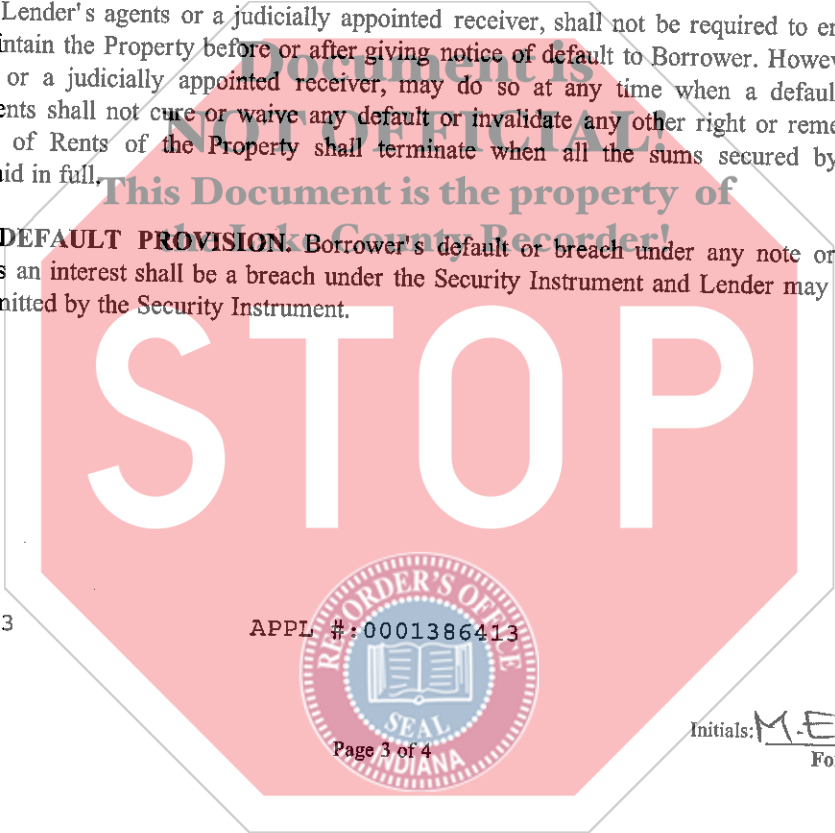 Lender's agents or a judicially appointed receiver, shall not be required to
ntain the Property before or after giving notice of default to Borrower.
or a judicially appointed receiver, may do so at any time when a
ents shall not cure or waive any default or invalidate any other right or
of Rents of the Property shall terminate when all the sums secured by
id in full.
Document is
NOT OFFICIAL!
This Document is the property of
the Lake County Recorder!
DEFAULT PROVISION. Borrower's default or breach under any note or
s an interest shall be a breach under the Security Instrument and Lender may
mitted by the Security Instrument.
STOP
3
APPL #:0001386413
RECORDER'S OFFICE
SEAL
INDIANA
Page 3 of 4
Initials: M.E
Fo